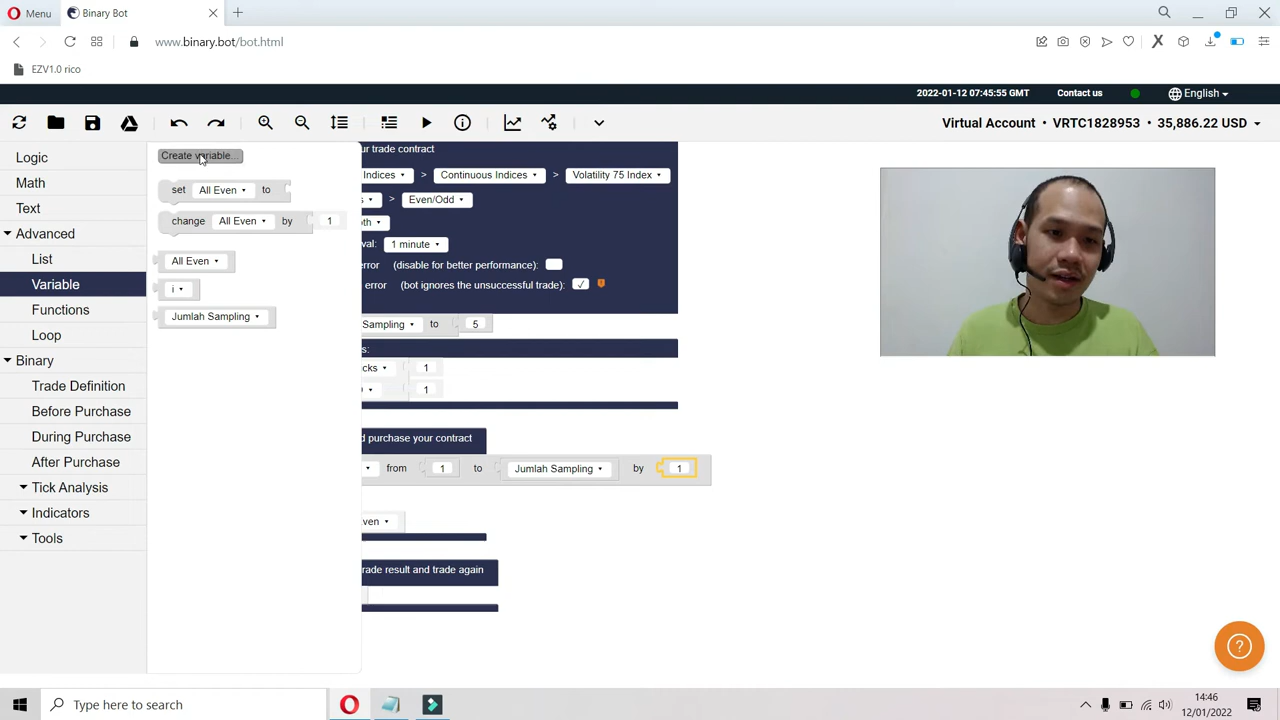 Menu
Binary Bot
www.binary.bot/bot.html
EZV1.0 rico
2022-01-12 07:45:55 GMT
Contact us
English
Virtual Account • VRTC1828953 • 35,886.22 USD
Logic
Math
Text
Advanced
List
Variable
Functions
Loop
Binary
Trade Definition
Before Purchase
During Purchase
After Purchase
Tick Analysis
Indicators
Tools
Create variable...
set All Even to
change All Even by 1
All Even
i
Jumlah Sampling
ur trade contract
Indices > Continuous Indices > Volatility 75 Index
s > Even/Odd
oth
val: 1 minute
error (disable for better performance):
error (bot ignores the unsuccessful trade): ✓
Sampling to 5
s:
cks 1
1
d purchase your contract
from 1 to Jumlah Sampling by 1
ven
rade result and trade again
Type here to search
14:46
12/01/2022